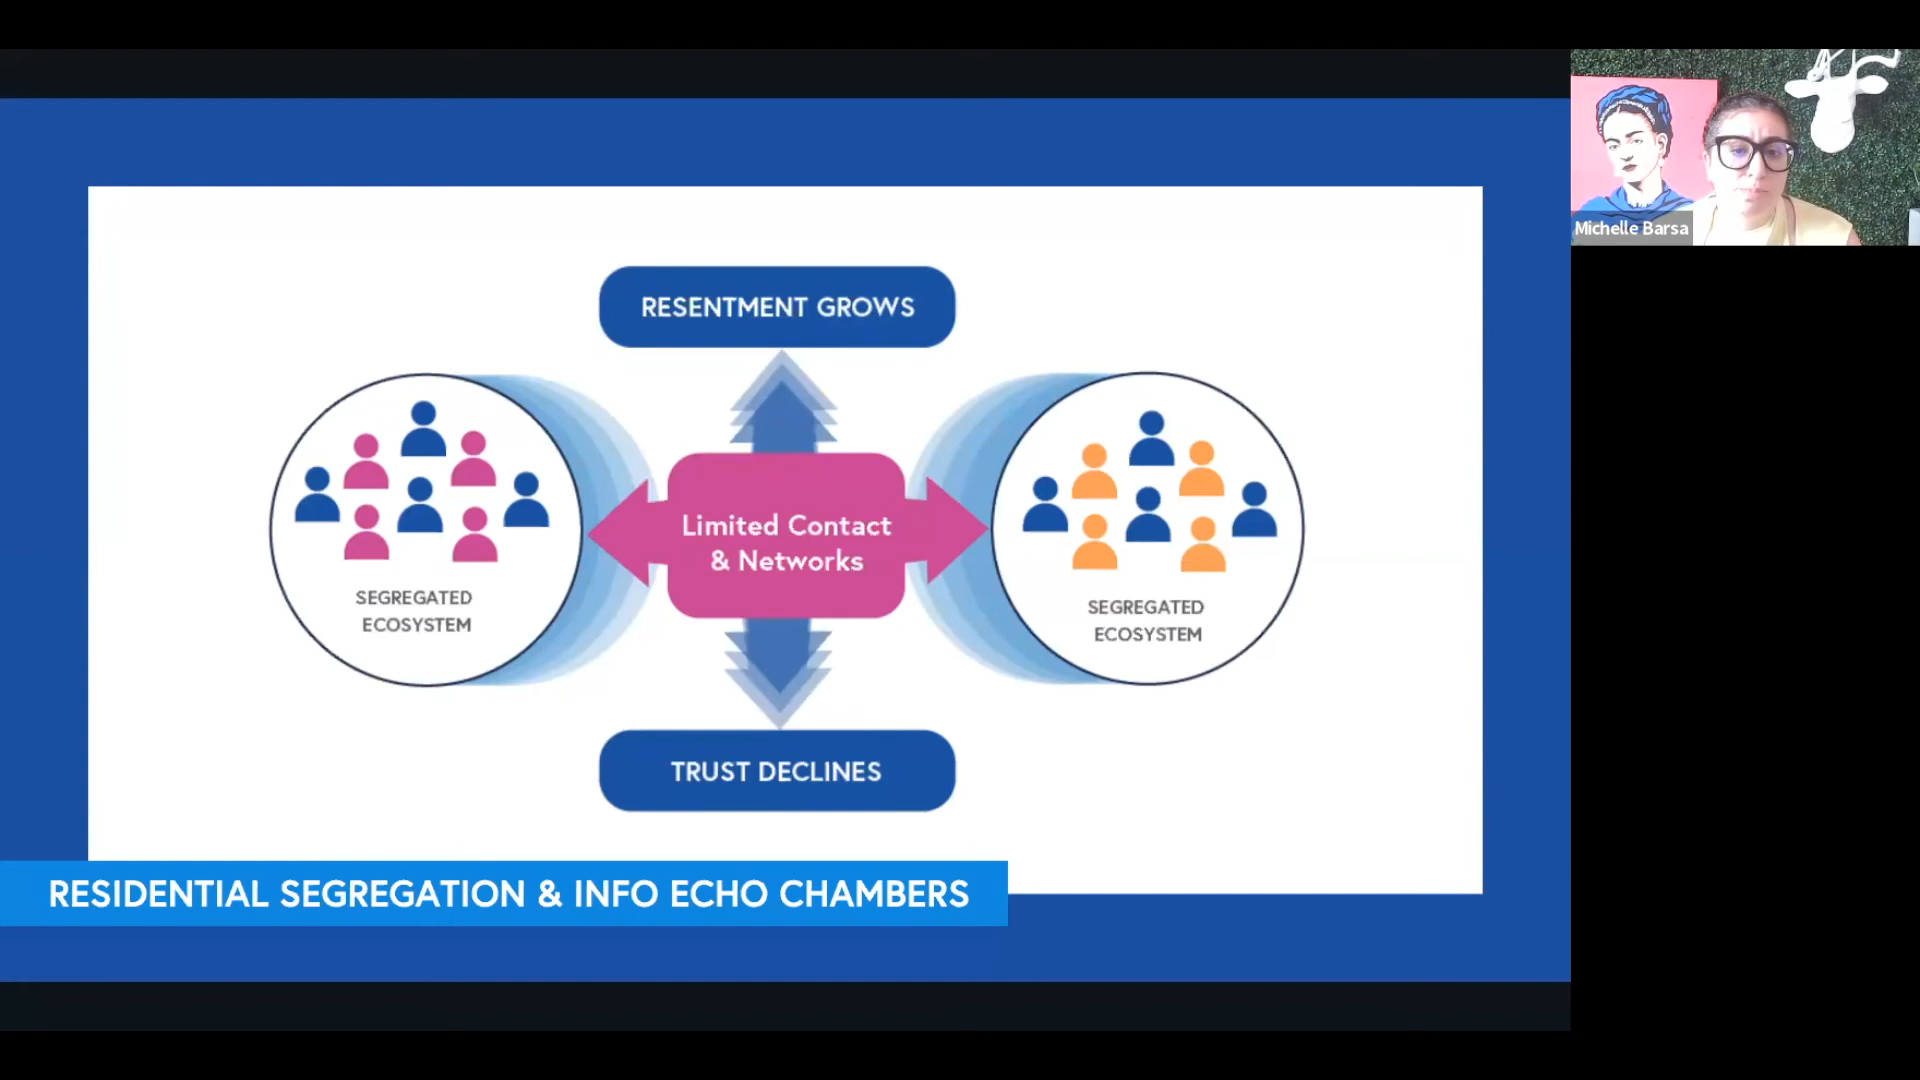 RESENTMENT GROWS
Limited Contact
& Networks
SEGREGATED
ECOSYSTEM
SEGREGATED
ECOSYSTEM
TRUST DECLINES
RESIDENTIAL SEGREGATION & INFO ECHO CHAMBERS
Michelle Barsa